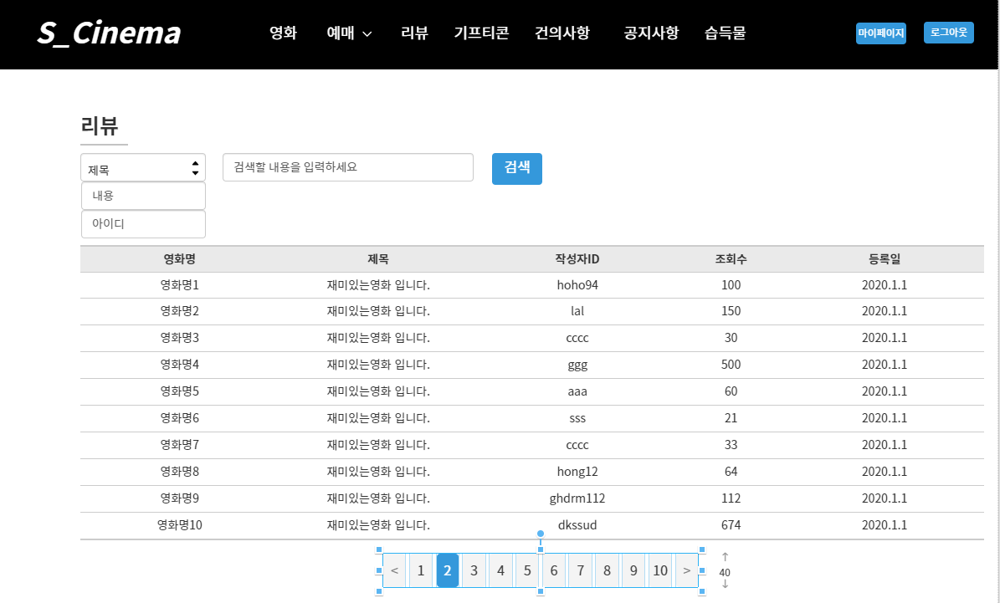 S_Cinema 영화 예매 리뷰 기프티콘 건의사항 공지사항 습득물 마이페이지 로그아웃
리뷰
제목 검색할 내용을 입력하세요 검색
내용
아이디
영화명 제목 작성자ID 조회수 등록일
영화명1 재미있는영화 입니다. hoho94 100 2020.1.1
영화명2 재미있는영화 입니다. lal 150 2020.1.1
영화명3 재미있는영화 입니다. cccc 30 2020.1.1
영화명4 재미있는영화 입니다. ggg 500 2020.1.1
영화명5 재미있는영화 입니다. aaa 60 2020.1.1
영화명6 재미있는영화 입니다. sss 21 2020.1.1
영화명7 재미있는영화 입니다. cccc 33 2020.1.1
영화명8 재미있는영화 입니다. hong12 64 2020.1.1
영화명9 재미있는영화 입니다. ghdrm112 112 2020.1.1
영화명10 재미있는영화 입니다. dkssud 674 2020.1.1
< 1 2 3 4 5 6 7 8 9 10 > 40